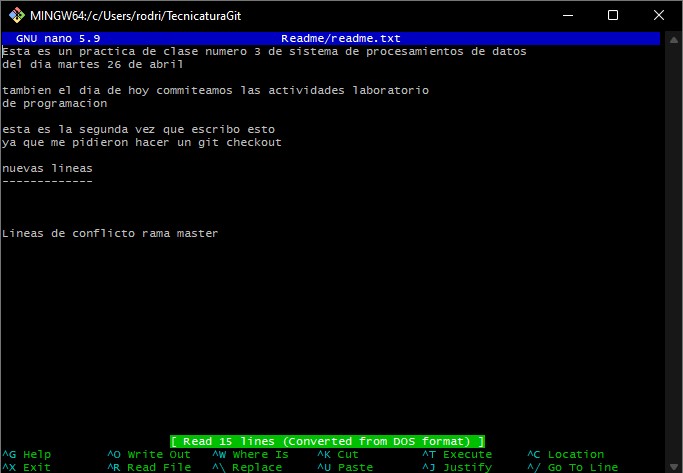 MINGW64:/c/Users/rodri/TecnicaturaGit
GNU nano 5.9 Readme/readme.txt
Esta es un practica de clase numero 3 de sistema de procesamientos de datos
del dia martes 26 de abril
tambien el dia de hoy commiteamos las actividades laboratorio
de programacion
esta es la segunda vez que escribo esto
ya que me pidieron hacer un git checkout
nuevas lineas
-------------
Lineas de conflicto rama master
[ Read 15 lines (Converted from DOS format) ]
^G Help ^O Write Out ^W Where Is ^K Cut ^T Execute ^C Location
^X Exit ^R Read File ^\ Replace ^U Paste ^J Justify ^/ Go To Line